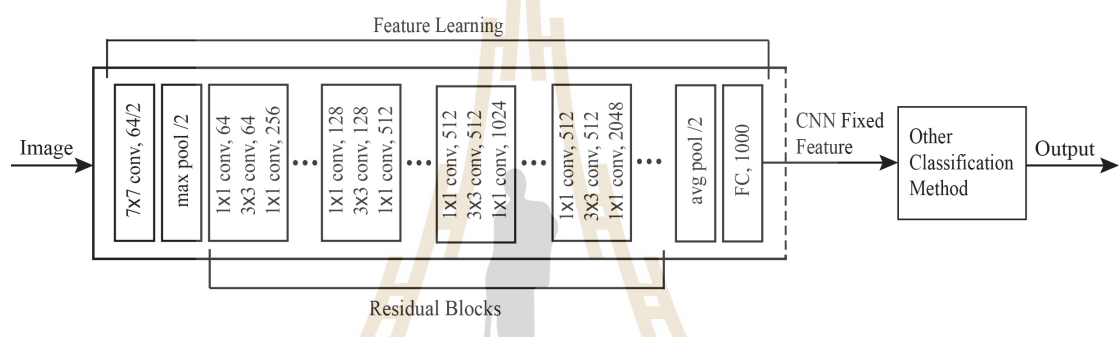 Feature Learning
Image
7x7 conv, 64/2
max pool /2
1x1 conv, 64
3x3 conv, 64
1x1 conv, 256
•••
1x1 conv, 128
3x3 conv, 128
1x1 conv, 512
•••
1x1 conv, 512
3x3 conv, 512
1x1 conv, 1024
•••
1x1 conv, 512
3x3 conv, 512
1x1 conv, 2048
•••
avg pool /2
FC, 1000
CNN Fixed
Feature
Other
Classification
Method
Output
Residual Blocks